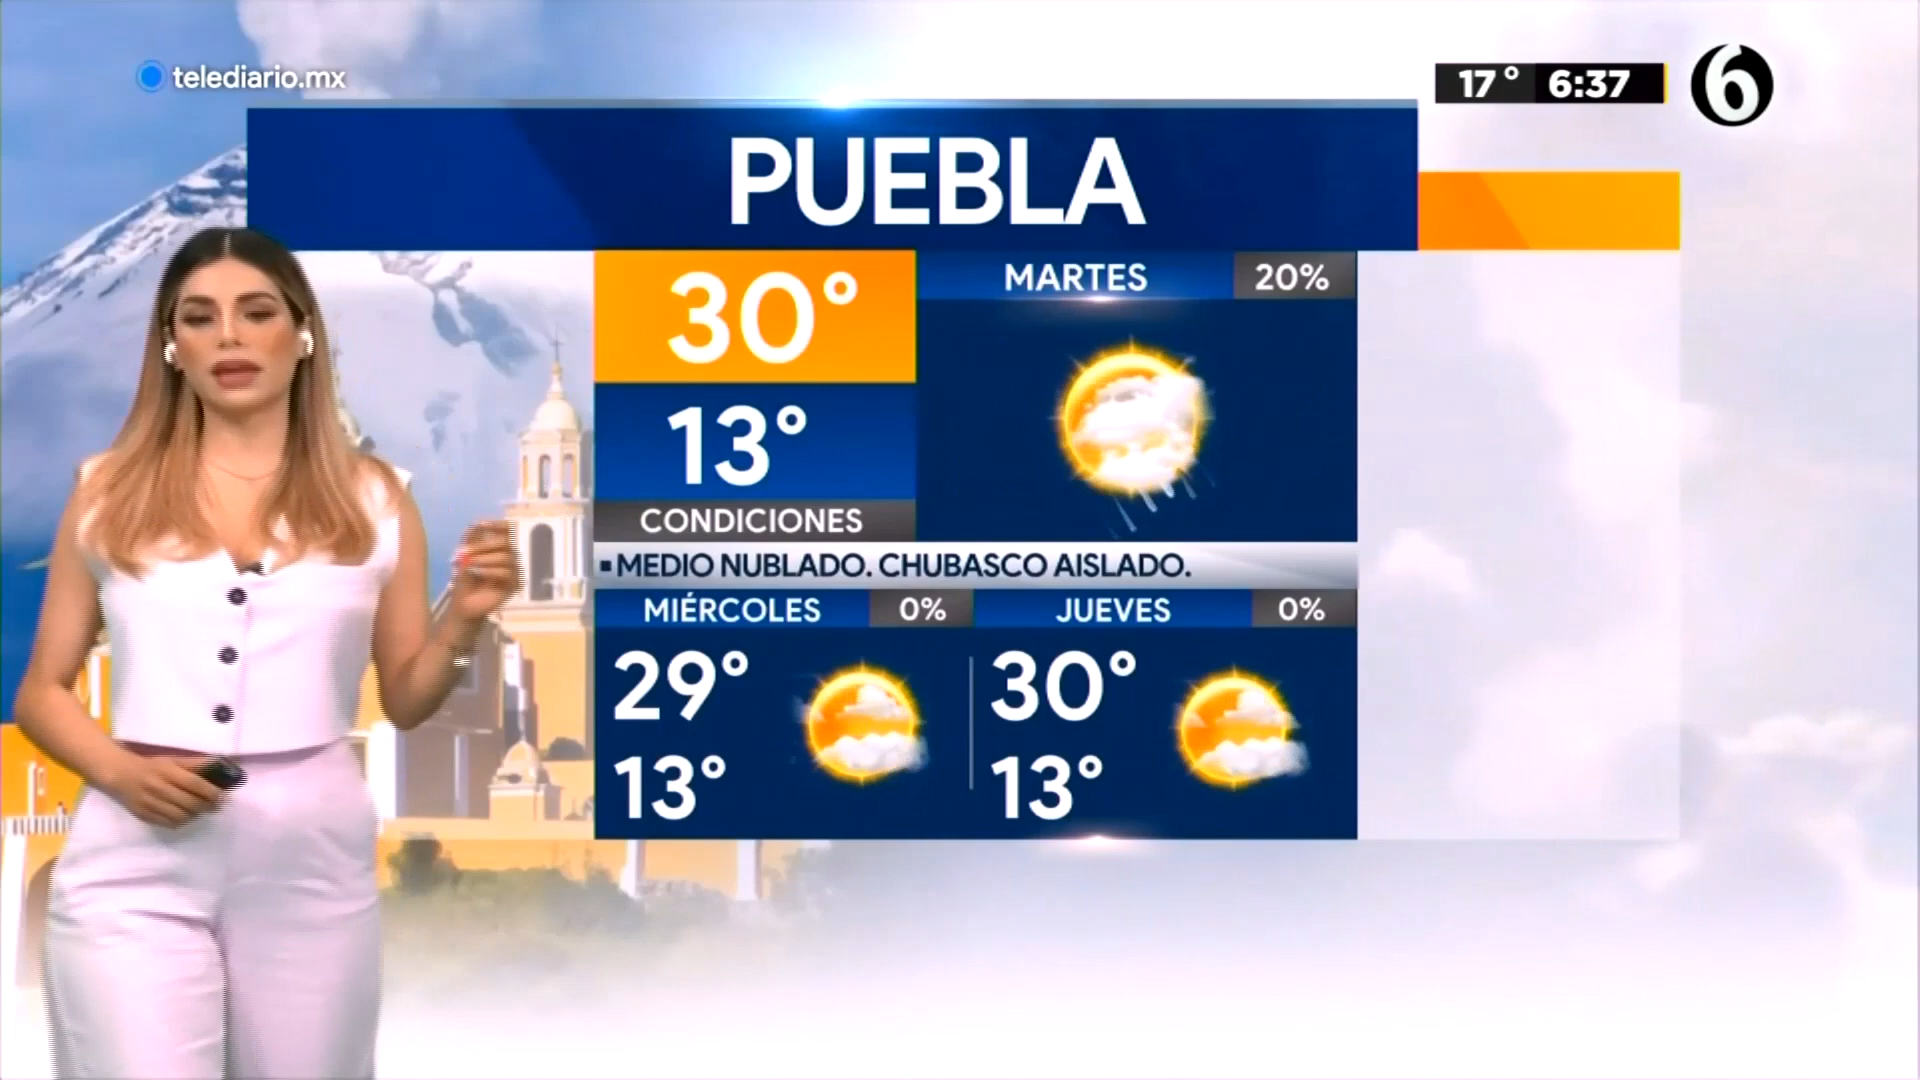 telediario.mx
17° 6:37
6
PUEBLA
30°
MARTES 20%
13°
CONDICIONES
▪MEDIO NUBLADO. CHUBASCO AISLADO.
MIÉRCOLES 0% JUEVES 0%
29° 30°
13° 13°